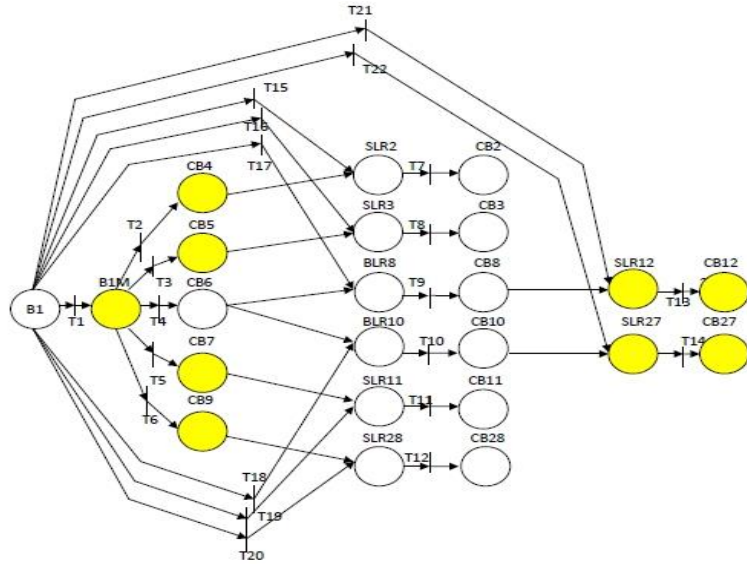 T21
T22
T15
T16
T17
SLR2
T7
CB2
CB4
T2
SLR3
T8
CB3
CB5
T3
B1M
CB6
BLR8
T9
CB8
SLR12
CB12
B1
T1
T4
T13
BLR10
T10
CB10
SLR27
CB27
T14
CB7
T5
SLR11
T11
CB11
CB9
T6
SLR28
T12
CB28
T18
T19
T20